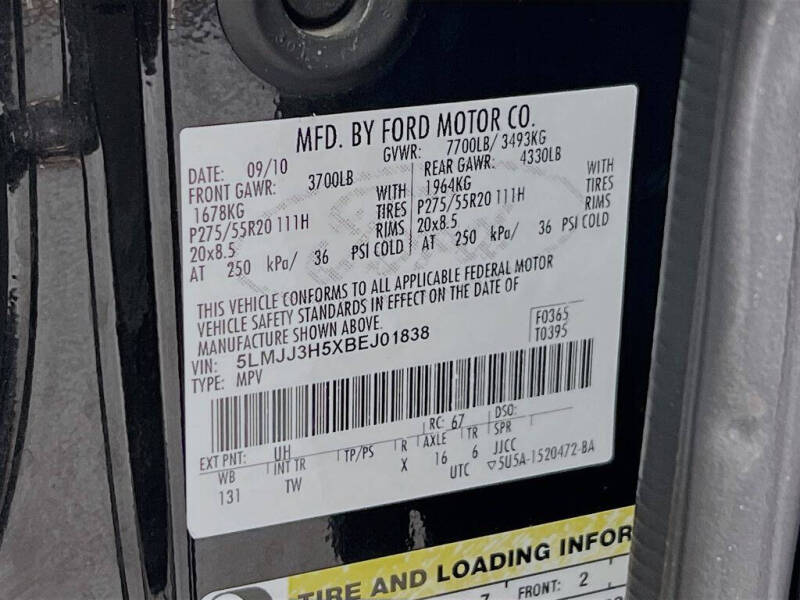 MFD. BY FORD MOTOR CO.
DATE: 09/10 GVWR: 7700LB/ 3493KG
FRONT GAWR: 3700LB REAR GAWR: 4330LB
1678KG WITH 1964KG WITH
P275/55R20 111H TIRES P275/55R20 111H TIRES
20x8.5 RIMS 20x8.5 RIMS
AT 250 kPa/ 36 PSI COLD AT 250 kPa/ 36 PSI COLD
THIS VEHICLE CONFORMS TO ALL APPLICABLE FEDERAL MOTOR
VEHICLE SAFETY STANDARDS IN EFFECT ON THE DATE OF
MANUFACTURE SHOWN ABOVE.
VIN: 5LMJJ3H5XBEJ01838 F0365
TYPE: MPV T0395
EXT PNT: UH RC: 67 DSO:
WB INT TR TP/PS R AXLE TR SPR
131 TW X 16 6 JJCC
UTC ▽5U5A-1520472-BA
TIRE AND LOADING INFOR
7 FRONT: 2